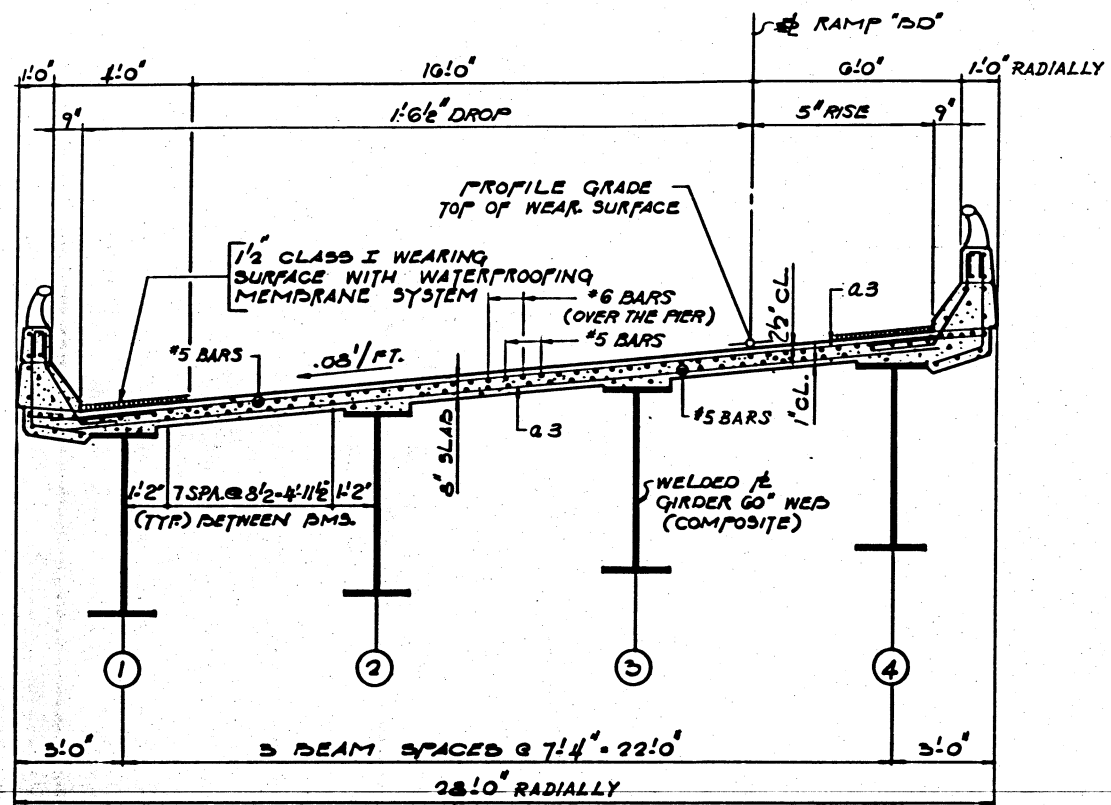 ℄ RAMP "BD"
1'-0" 4'-0" 16'-0" 6'-0" 1'-0" RADIALLY
9" 1'-6½" DROP 5" RISE 9"
PROFILE GRADE
TOP OF WEAR. SURFACE
1½" CLASS I WEARING
SURFACE WITH WATERPROOFING
MEMBRANE SYSTEM
#6 BARS
(OVER THE PIER)
#5 BARS
2½" CL.
a3
#5 BARS
.08'/FT.
8" SLAB
a3
#5 BARS
1" CL.
1'-2" 7 SPA. @ 8½=4'-11½" 1'-2"
(TYP.) BETWEEN BMS.
WELDED ⅊
GIRDER 60" WEB
(COMPOSITE)
1 2 3 4
3'-0" 3 BEAM SPACES @ 7'-4" = 22'-0" 3'-0"
28'-0" RADIALLY